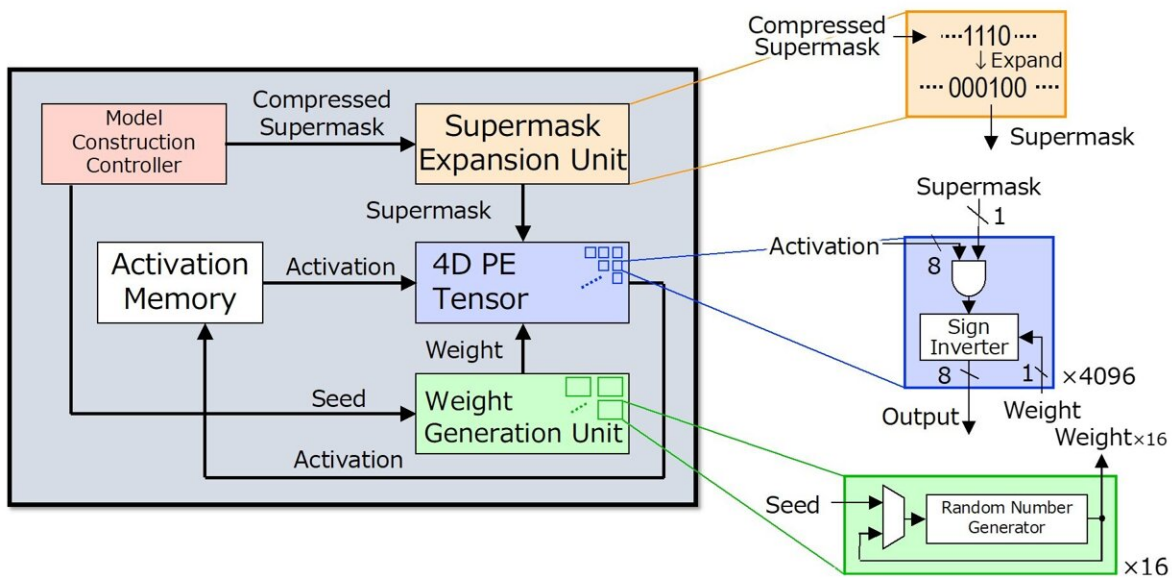 Model
Construction
Controller
Compressed
Supermask
Supermask
Expansion Unit
Supermask
Activation
Memory
Activation
4D PE
Tensor
Weight
Seed
Weight
Generation Unit
Activation
Compressed
Supermask
····1110····
↓Expand
···· 000100 ····
Supermask
Supermask
1
Activation
8
Sign
Inverter
8
1
×4096
Output
Weight
Weight×16
Seed
Random Number
Generator
×16